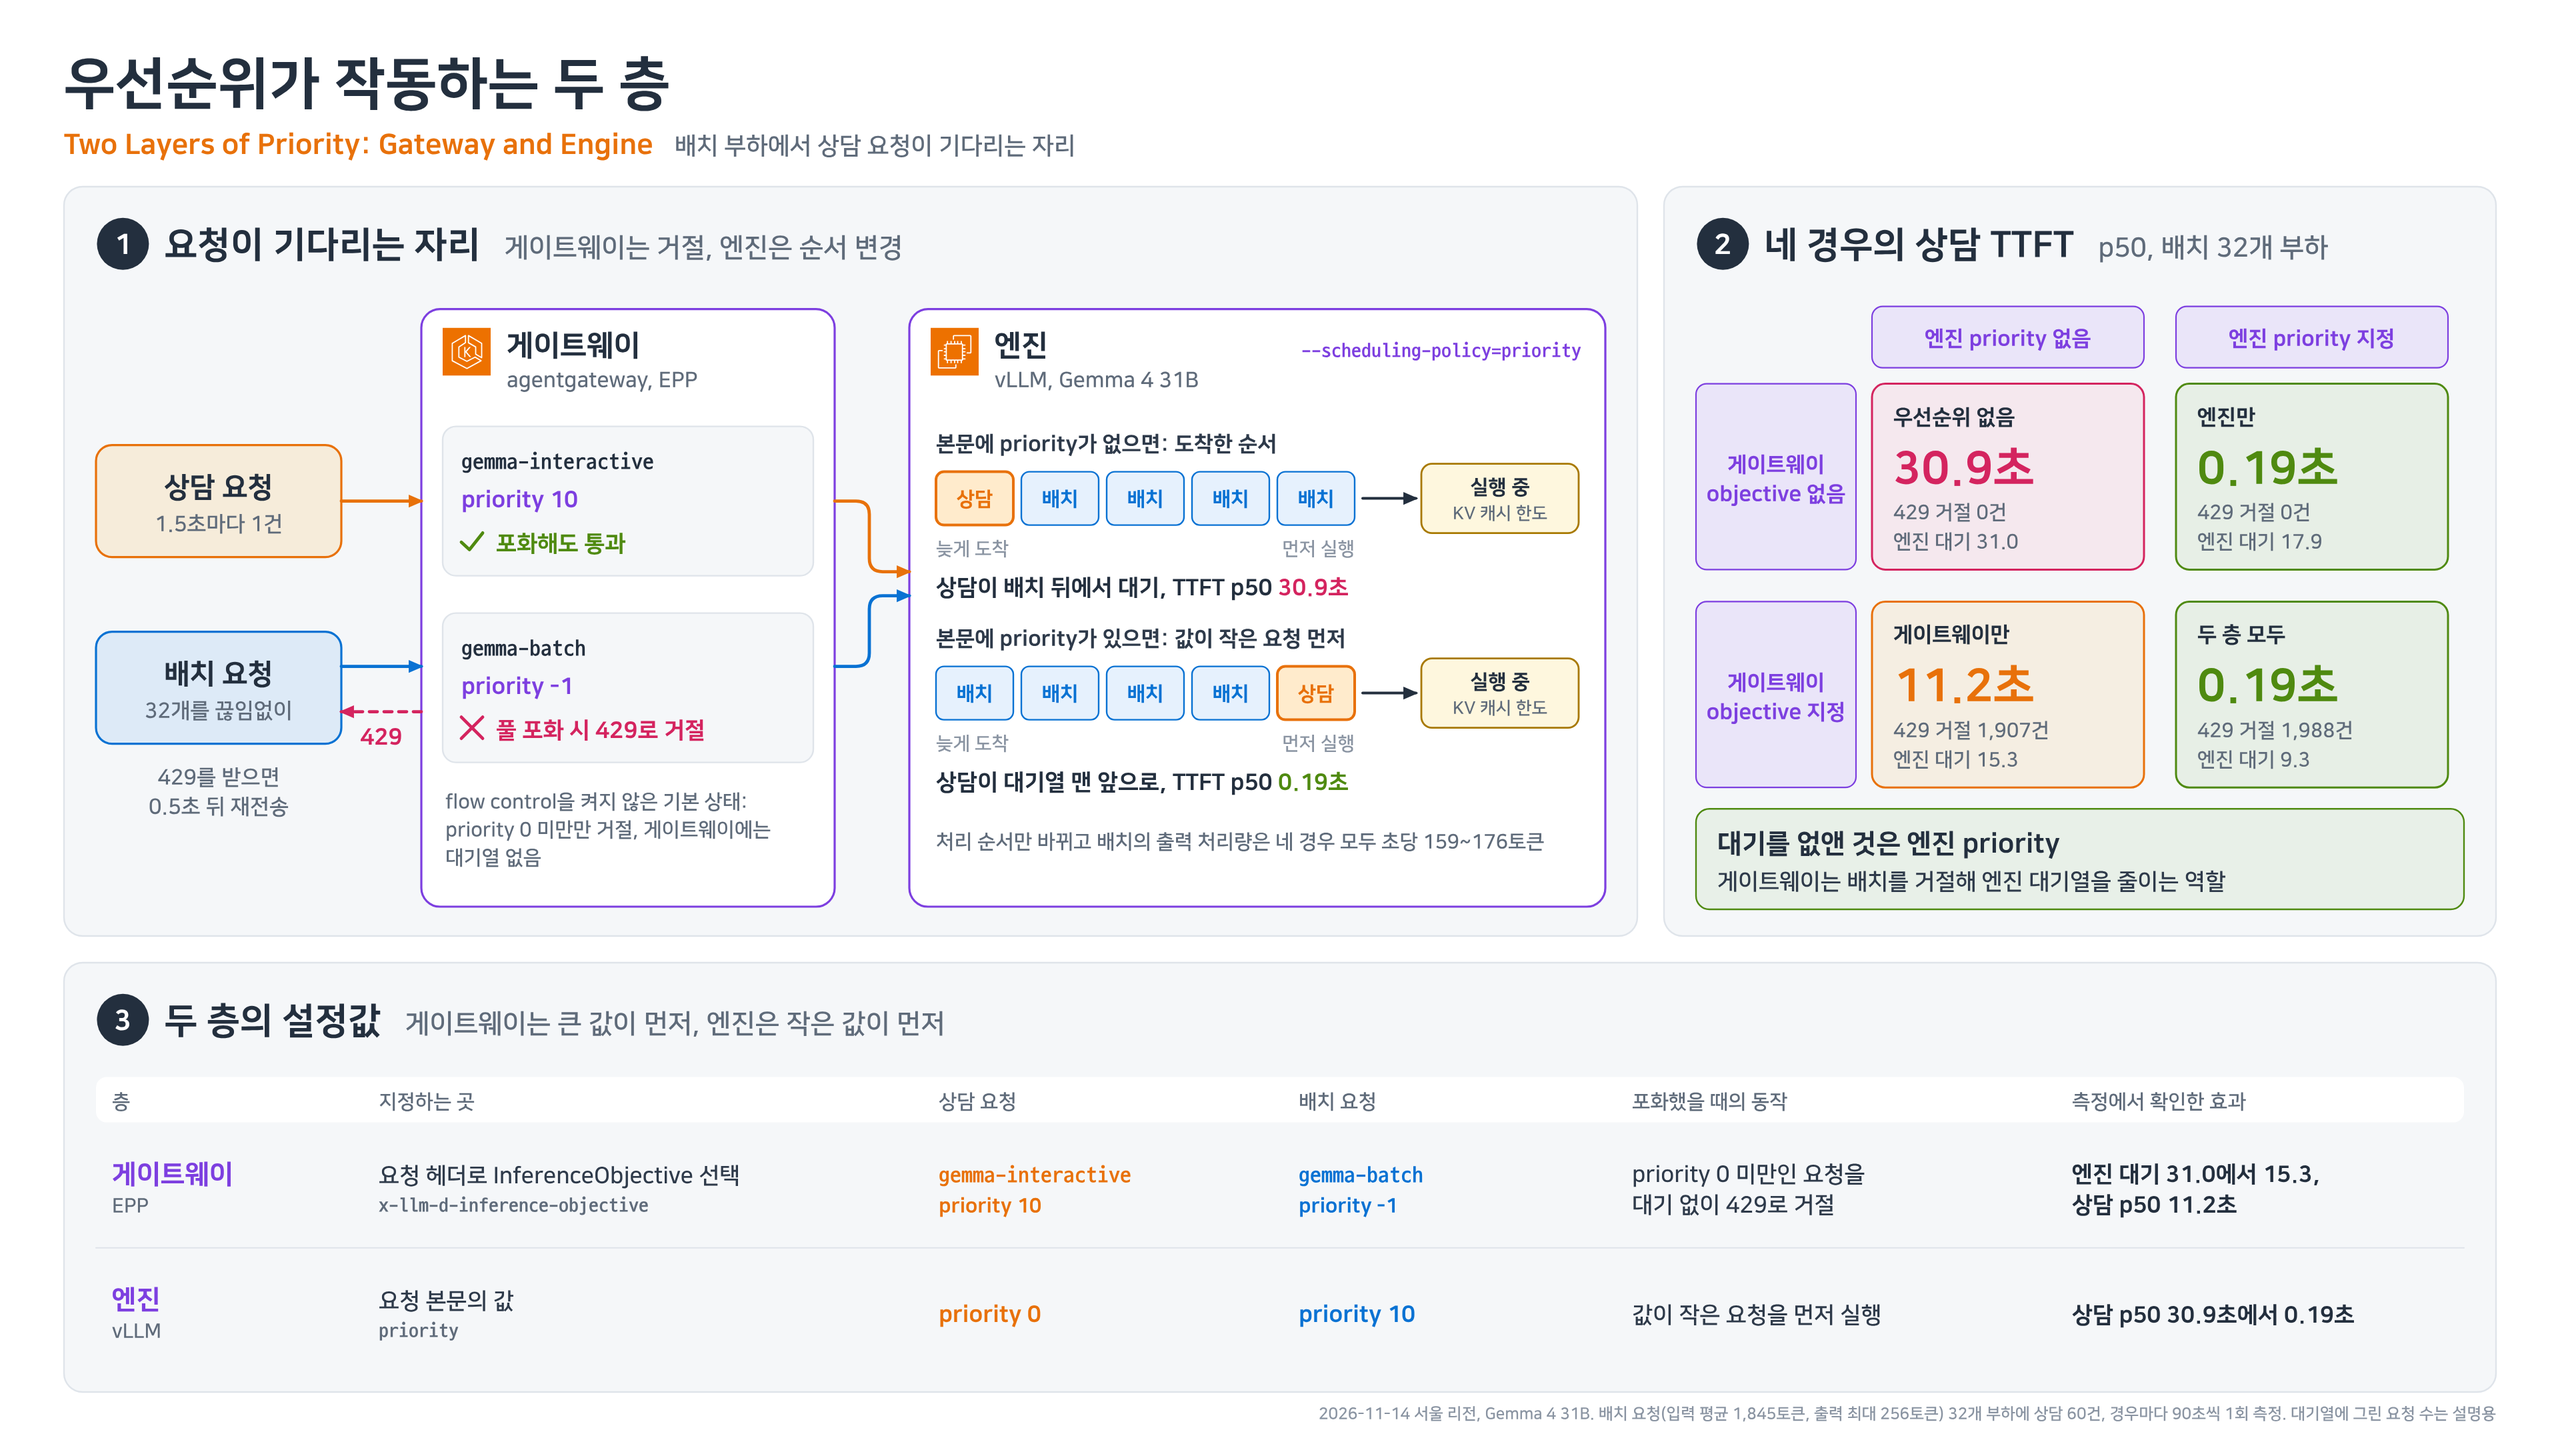 우선순위가 작동하는 두 층
Two Layers of Priority: Gateway and Engine 배치 부하에서 상담 요청이 기다리는 자리
1 요청이 기다리는 자리 게이트웨이는 거절, 엔진은 순서 변경
상담 요청
1.5초마다 1건
배치 요청
32개를 끊임없이
429
429를 받으면
0.5초 뒤 재전송
게이트웨이
agentgateway, EPP
gemma-interactive
priority 10
포화해도 통과
gemma-batch
priority -1
풀 포화 시 429로 거절
flow control을 켜지 않은 기본 상태:
priority 0 미만만 거절, 게이트웨이에는
대기열 없음
엔진
vLLM, Gemma 4 31B
--scheduling-policy=priority
본문에 priority가 없으면: 도착한 순서
상담 배치 배치 배치 배치
실행 중
KV 캐시 한도
늦게 도착 먼저 실행
상담이 배치 뒤에서 대기, TTFT p50 30.9초
본문에 priority가 있으면: 값이 작은 요청 먼저
배치 배치 배치 배치 상담
실행 중
KV 캐시 한도
늦게 도착 먼저 실행
상담이 대기열 맨 앞으로, TTFT p50 0.19초
처리 순서만 바뀌고 배치의 출력 처리량은 네 경우 모두 초당 159~176토큰
2 네 경우의 상담 TTFT p50, 배치 32개 부하
엔진 priority 없음
엔진 priority 지정
게이트웨이
objective 없음
우선순위 없음
30.9초
429 거절 0건
엔진 대기 31.0
엔진만
0.19초
429 거절 0건
엔진 대기 17.9
게이트웨이
objective 지정
게이트웨이만
11.2초
429 거절 1,907건
엔진 대기 15.3
두 층 모두
0.19초
429 거절 1,988건
엔진 대기 9.3
대기를 없앤 것은 엔진 priority
게이트웨이는 배치를 거절해 엔진 대기열을 줄이는 역할
3 두 층의 설정값 게이트웨이는 큰 값이 먼저, 엔진은 작은 값이 먼저
층 지정하는 곳 상담 요청 배치 요청 포화했을 때의 동작 측정에서 확인한 효과
게이트웨이
EPP
요청 헤더로 InferenceObjective 선택
x-llm-d-inference-objective
gemma-interactive
priority 10
gemma-batch
priority -1
priority 0 미만인 요청을
대기 없이 429로 거절
엔진 대기 31.0에서 15.3,
상담 p50 11.2초
엔진
vLLM
요청 본문의 값
priority
priority 0
priority 10
값이 작은 요청을 먼저 실행
상담 p50 30.9초에서 0.19초
2026-11-14 서울 리전, Gemma 4 31B. 배치 요청(입력 평균 1,845토큰, 출력 최대 256토큰) 32개 부하에 상담 60건, 경우마다 90초씩 1회 측정. 대기열에 그린 요청 수는 설명용